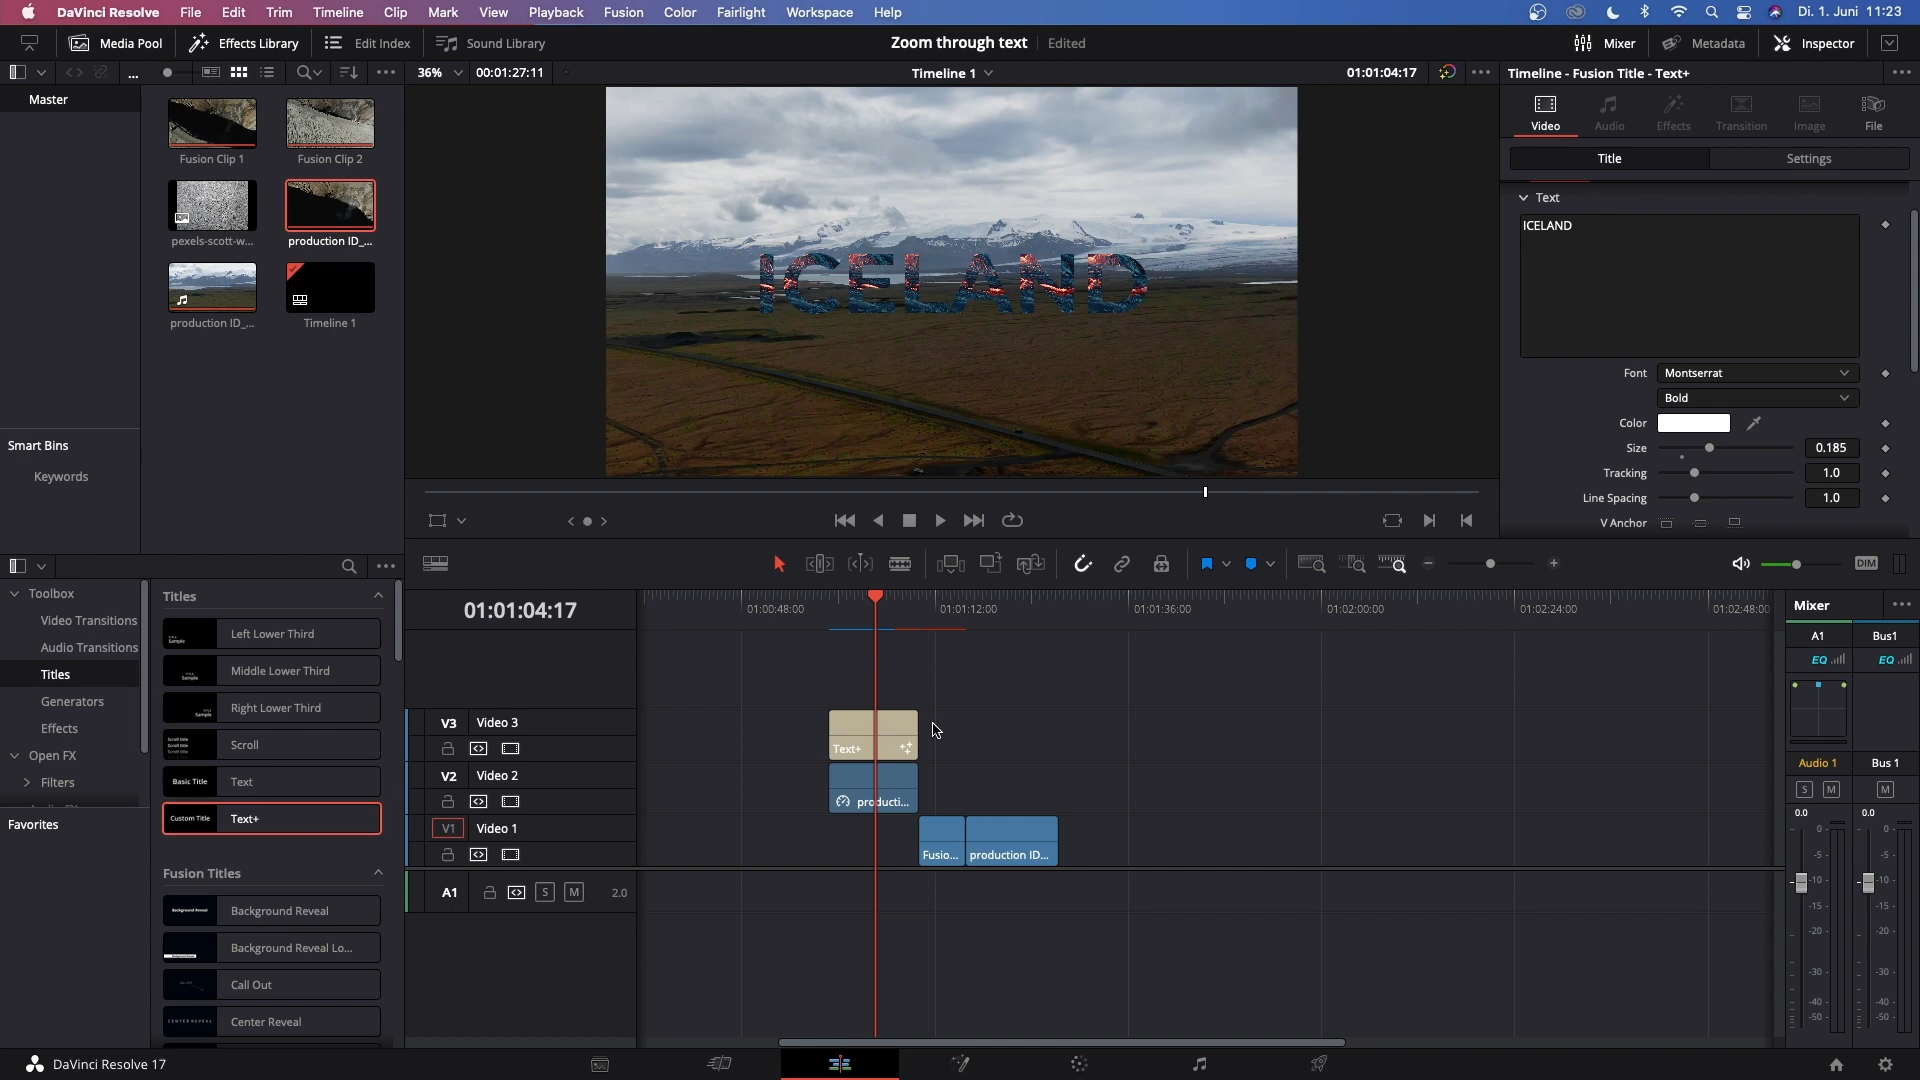 DaVinci Resolve File Edit Trim Timeline Clip Mark View Playback Fusion Color Fairlight Workspace Help Di. 1. Juni 11:23
Media Pool Effects Library Edit Index Sound Library Zoom through text Edited Mixer Metadata Inspector
... 36% 00:01:27:11 Timeline 1 01:01:04:17 Timeline - Fusion Title - Text+
Master
Fusion Clip 1 Fusion Clip 2
pexels-scott-w... production ID_...
production ID_... Timeline 1
Smart Bins
Keywords
ICELAND
Video Audio Effects Transition Image File
Title Settings
Text
ICELAND
Font Montserrat
Bold
Color
Size 0.185
Tracking 1.0
Line Spacing 1.0
V Anchor
DIM
Toolbox
Video Transitions
Audio Transitions
Titles
Generators
Effects
Open FX
Filters
Favorites
Titles
Left Lower Third
Middle Lower Third
Right Lower Third
Scroll
Basic Title Text
Custom Title Text+
Fusion Titles
Background Reveal Background Reveal
Background Reveal Lo...
Call Out
CENTER REVEAL Center Reveal
01:01:04:17
01:00:48:00 01:01:12:00 01:01:36:00 01:02:00:00 01:02:24:00 01:02:48:00
V3 Video 3
V2 Video 2
V1 Video 1
A1 S M 2.0
Text+
producti...
Fusio... production ID...
Mixer
A1 Bus1
EQ EQ
Audio 1 Bus 1
S M M
0.0 0.0
0- 0-
-5- -5-
-10- -10-
-15- -15-
-20- -20-
-30- -30-
-40- -40-
-50- -50-
DaVinci Resolve 17